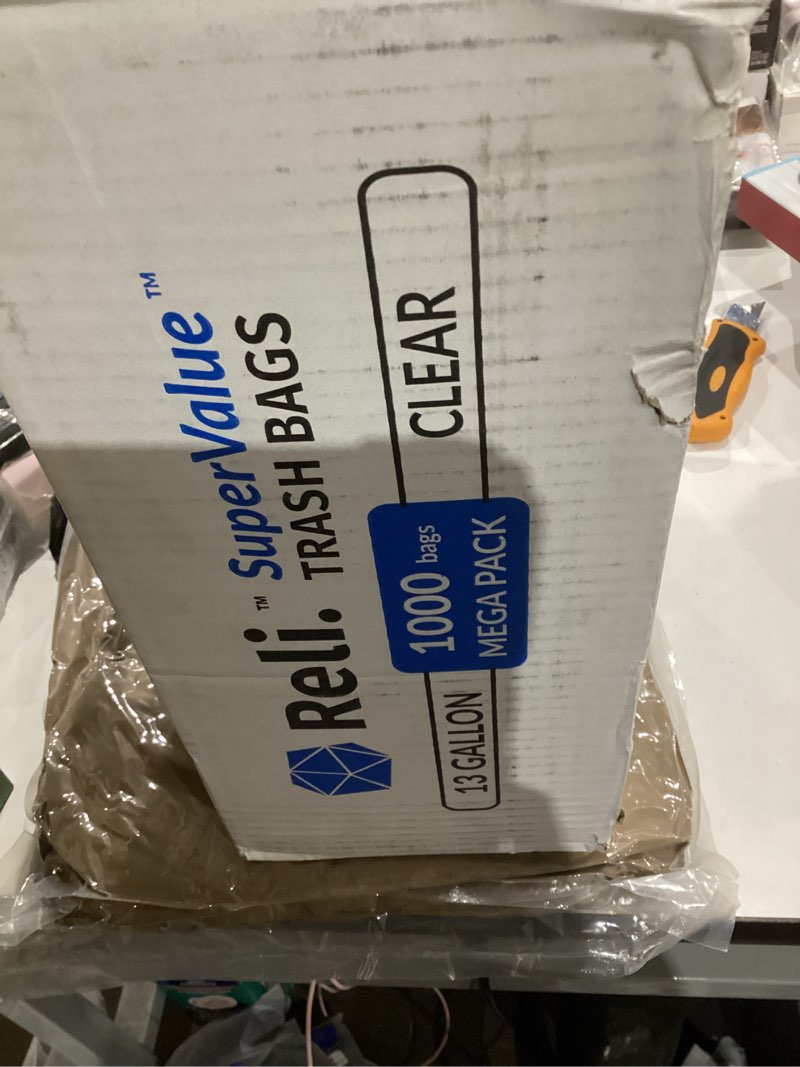 Reli.™ SuperValue™
TRASH BAGS
13 GALLON
1000 bags
MEGA PACK
CLEAR